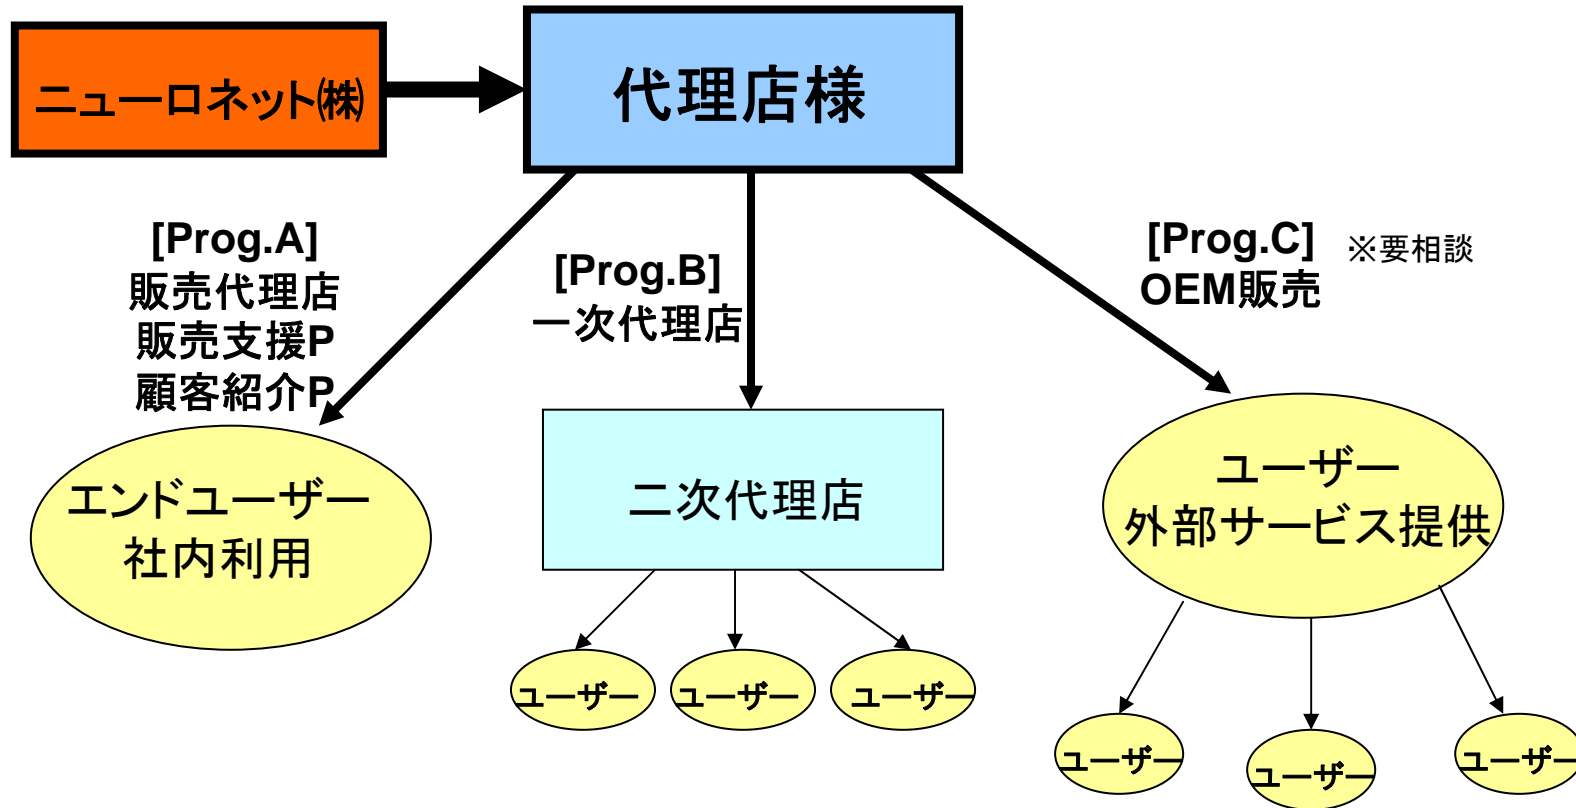 ニューロネット㈱
代理店様
[Prog.A]
販売代理店
販売支援P
顧客紹介P
[Prog.B]
一次代理店
[Prog.C] ※要相談
OEM販売
エンドユーザー
社内利用
二次代理店
ユーザー
外部サービス提供
ユーザー
ユーザー
ユーザー
ユーザー
ユーザー
ユーザー